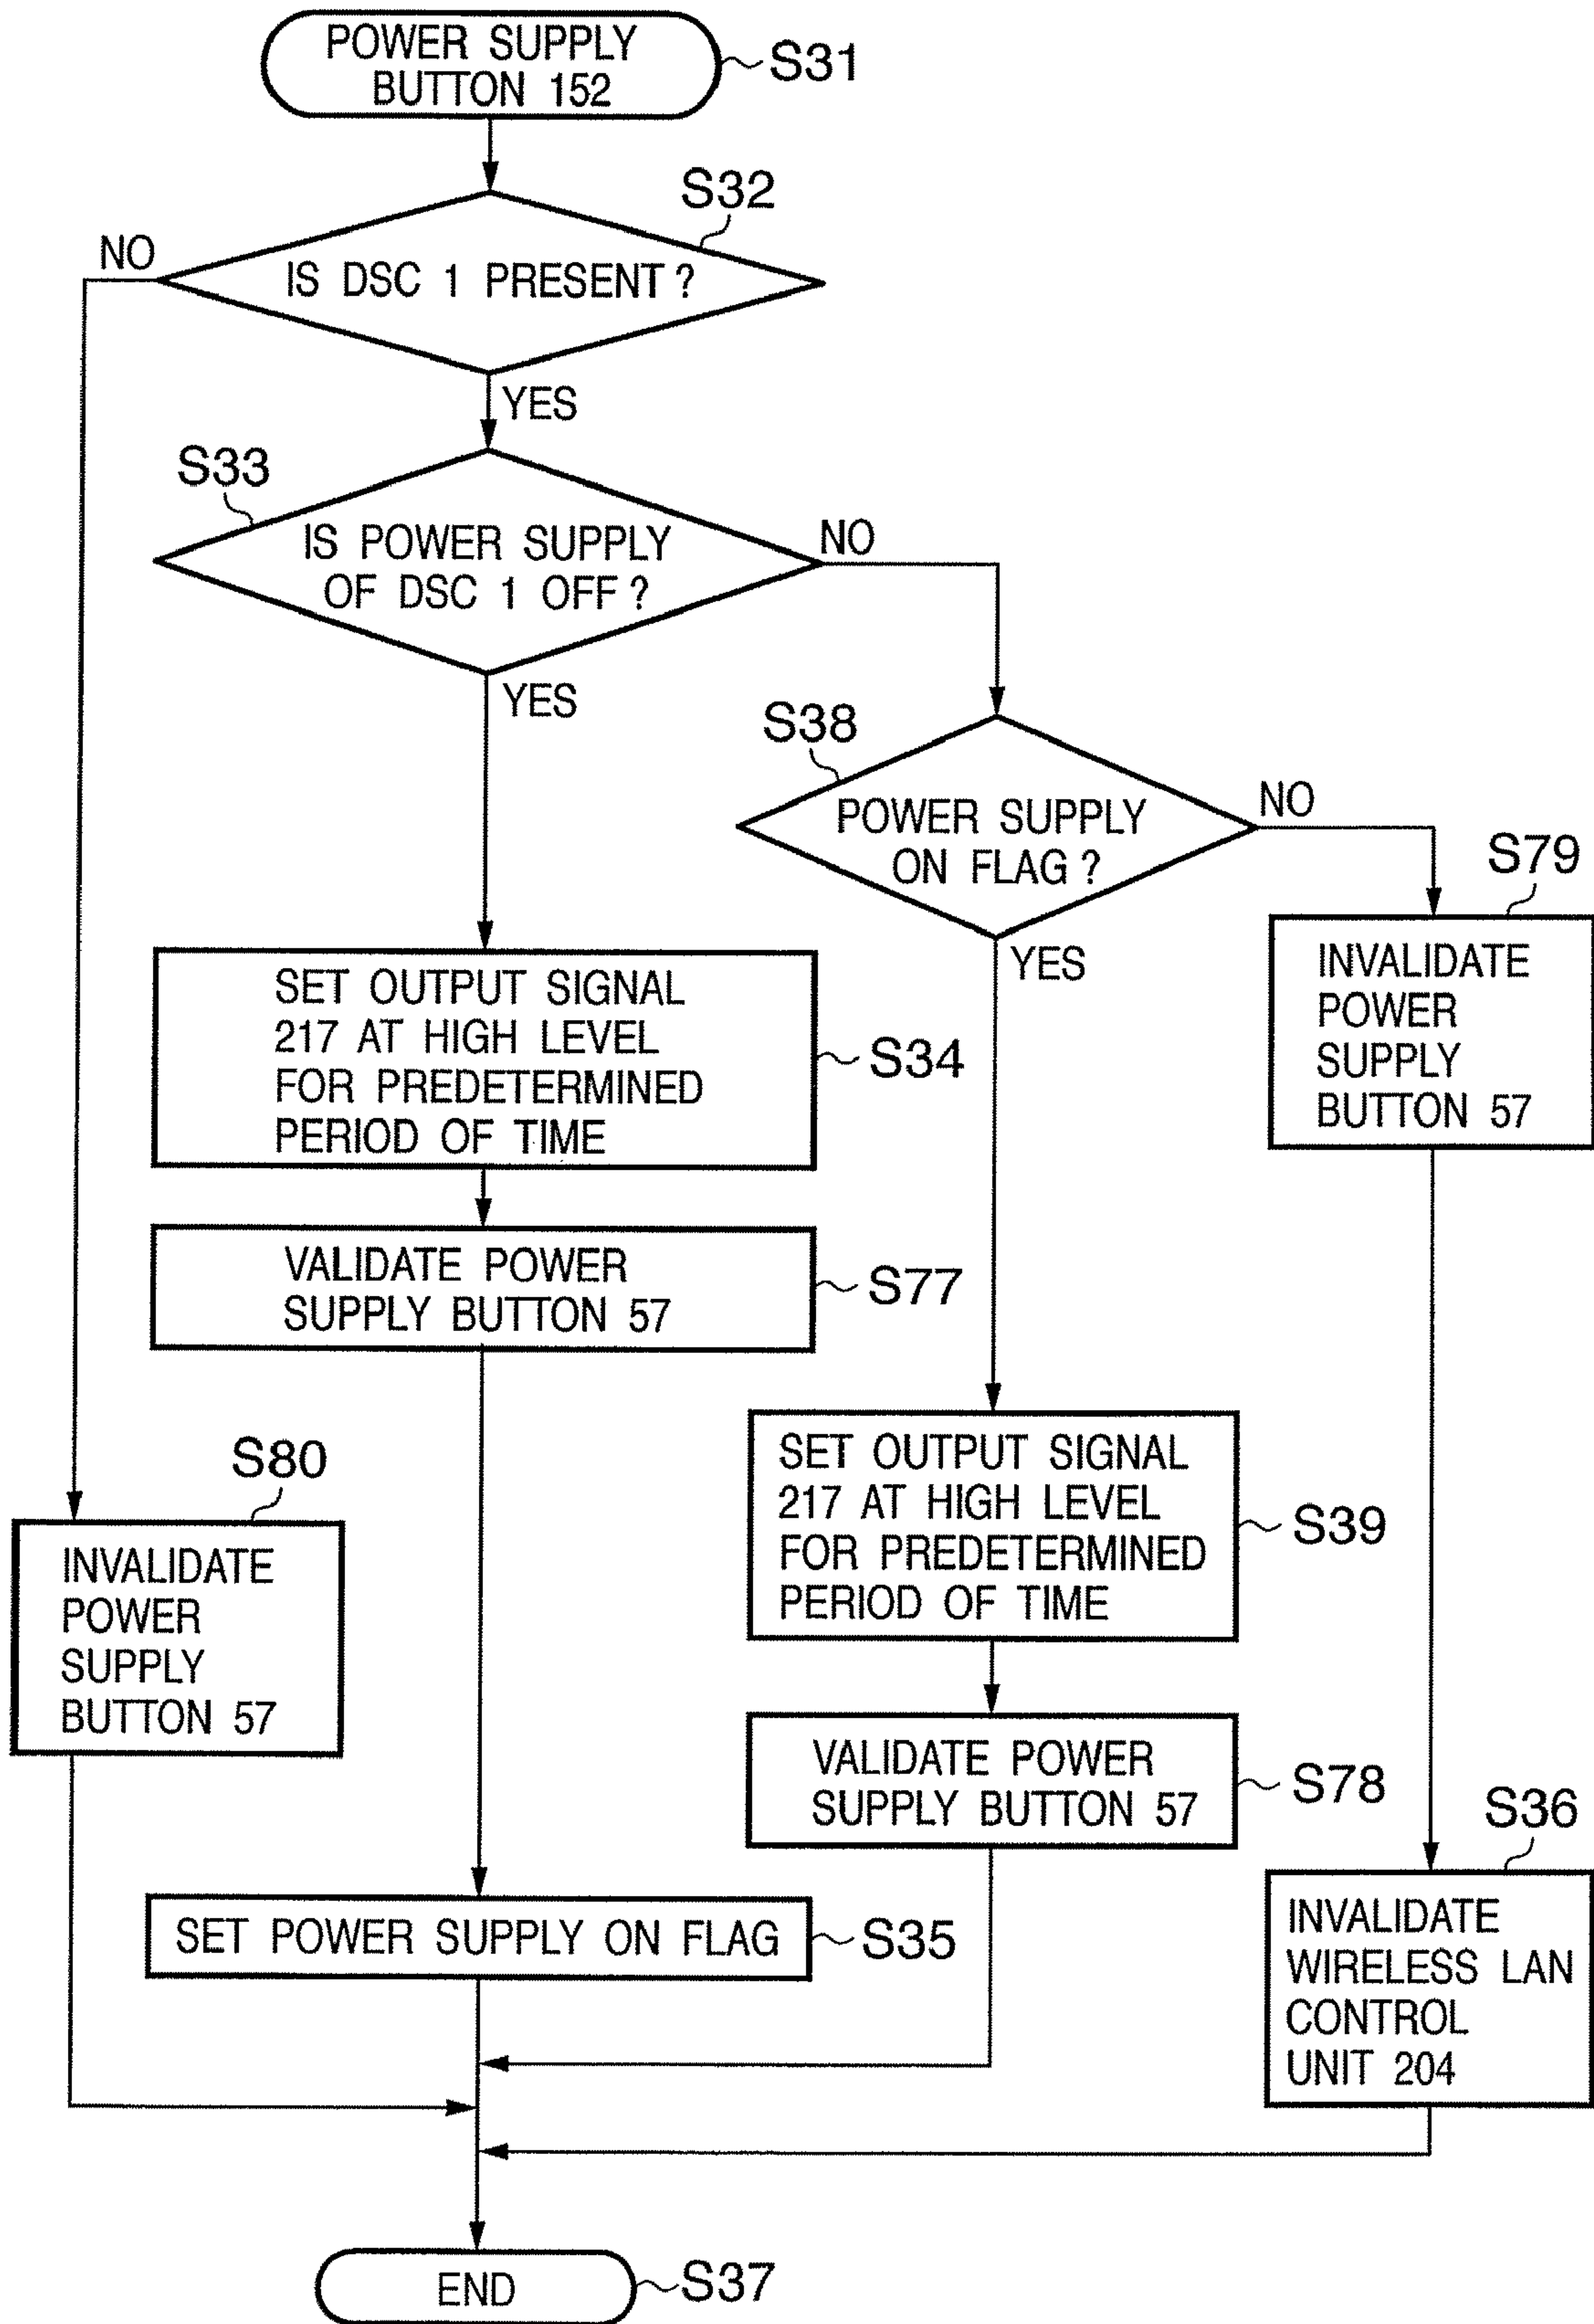 POWER SUPPLY
BUTTON 152
S31
S32
NO
IS DSC 1 PRESENT?
YES
S33
IS POWER SUPPLY
OF DSC 1 OFF?
NO
YES
S38
POWER SUPPLY
ON FLAG?
NO
YES
S79
INVALIDATE
POWER
SUPPLY
BUTTON 57
SET OUTPUT SIGNAL
217 AT HIGH LEVEL
FOR PREDETERMINED
PERIOD OF TIME
S34
VALIDATE POWER
SUPPLY BUTTON 57
S77
S80
INVALIDATE
POWER
SUPPLY
BUTTON 57
SET OUTPUT SIGNAL
217 AT HIGH LEVEL
FOR PREDETERMINED
PERIOD OF TIME
S39
VALIDATE POWER
SUPPLY BUTTON 57
S78
S36
INVALIDATE
WIRELESS LAN
CONTROL
UNIT 204
SET POWER SUPPLY ON FLAG
S35
END
S37